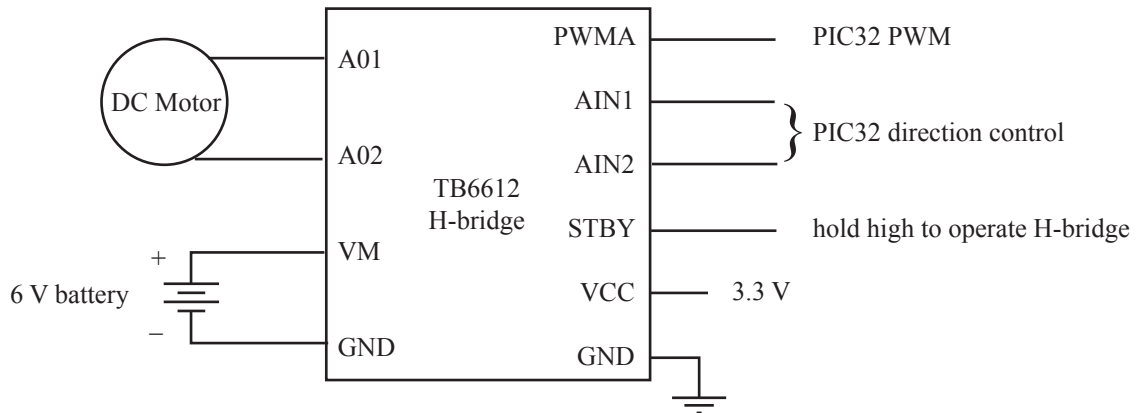 DC Motor
6 V battery
+
−
A01
A02
VM
GND
TB6612
H-bridge
PWMA
AIN1
AIN2
STBY
VCC
GND
PIC32 PWM
PIC32 direction control
hold high to operate H-bridge
3.3 V